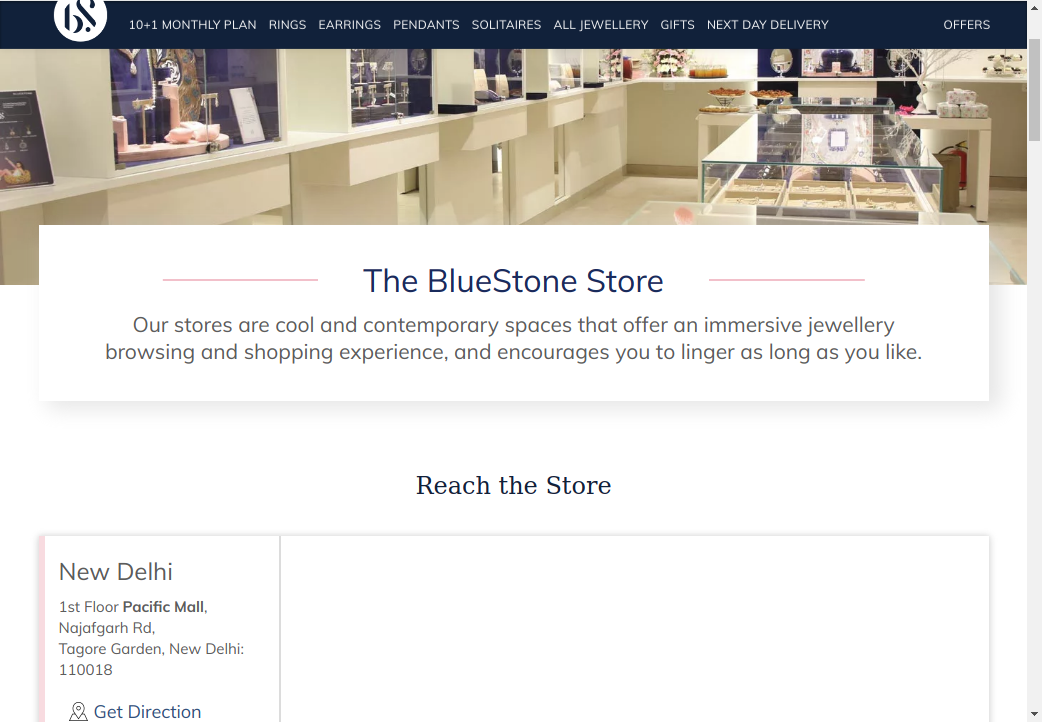 BS
10+1 MONTHLY PLAN RINGS EARRINGS PENDANTS SOLITAIRES ALL JEWELLERY GIFTS NEXT DAY DELIVERY OFFERS
The BlueStone Store
Our stores are cool and contemporary spaces that offer an immersive jewellery
browsing and shopping experience, and encourages you to linger as long as you like.
Reach the Store
New Delhi
1st Floor Pacific Mall,
Najafgarh Rd,
Tagore Garden, New Delhi:
110018
Get Direction